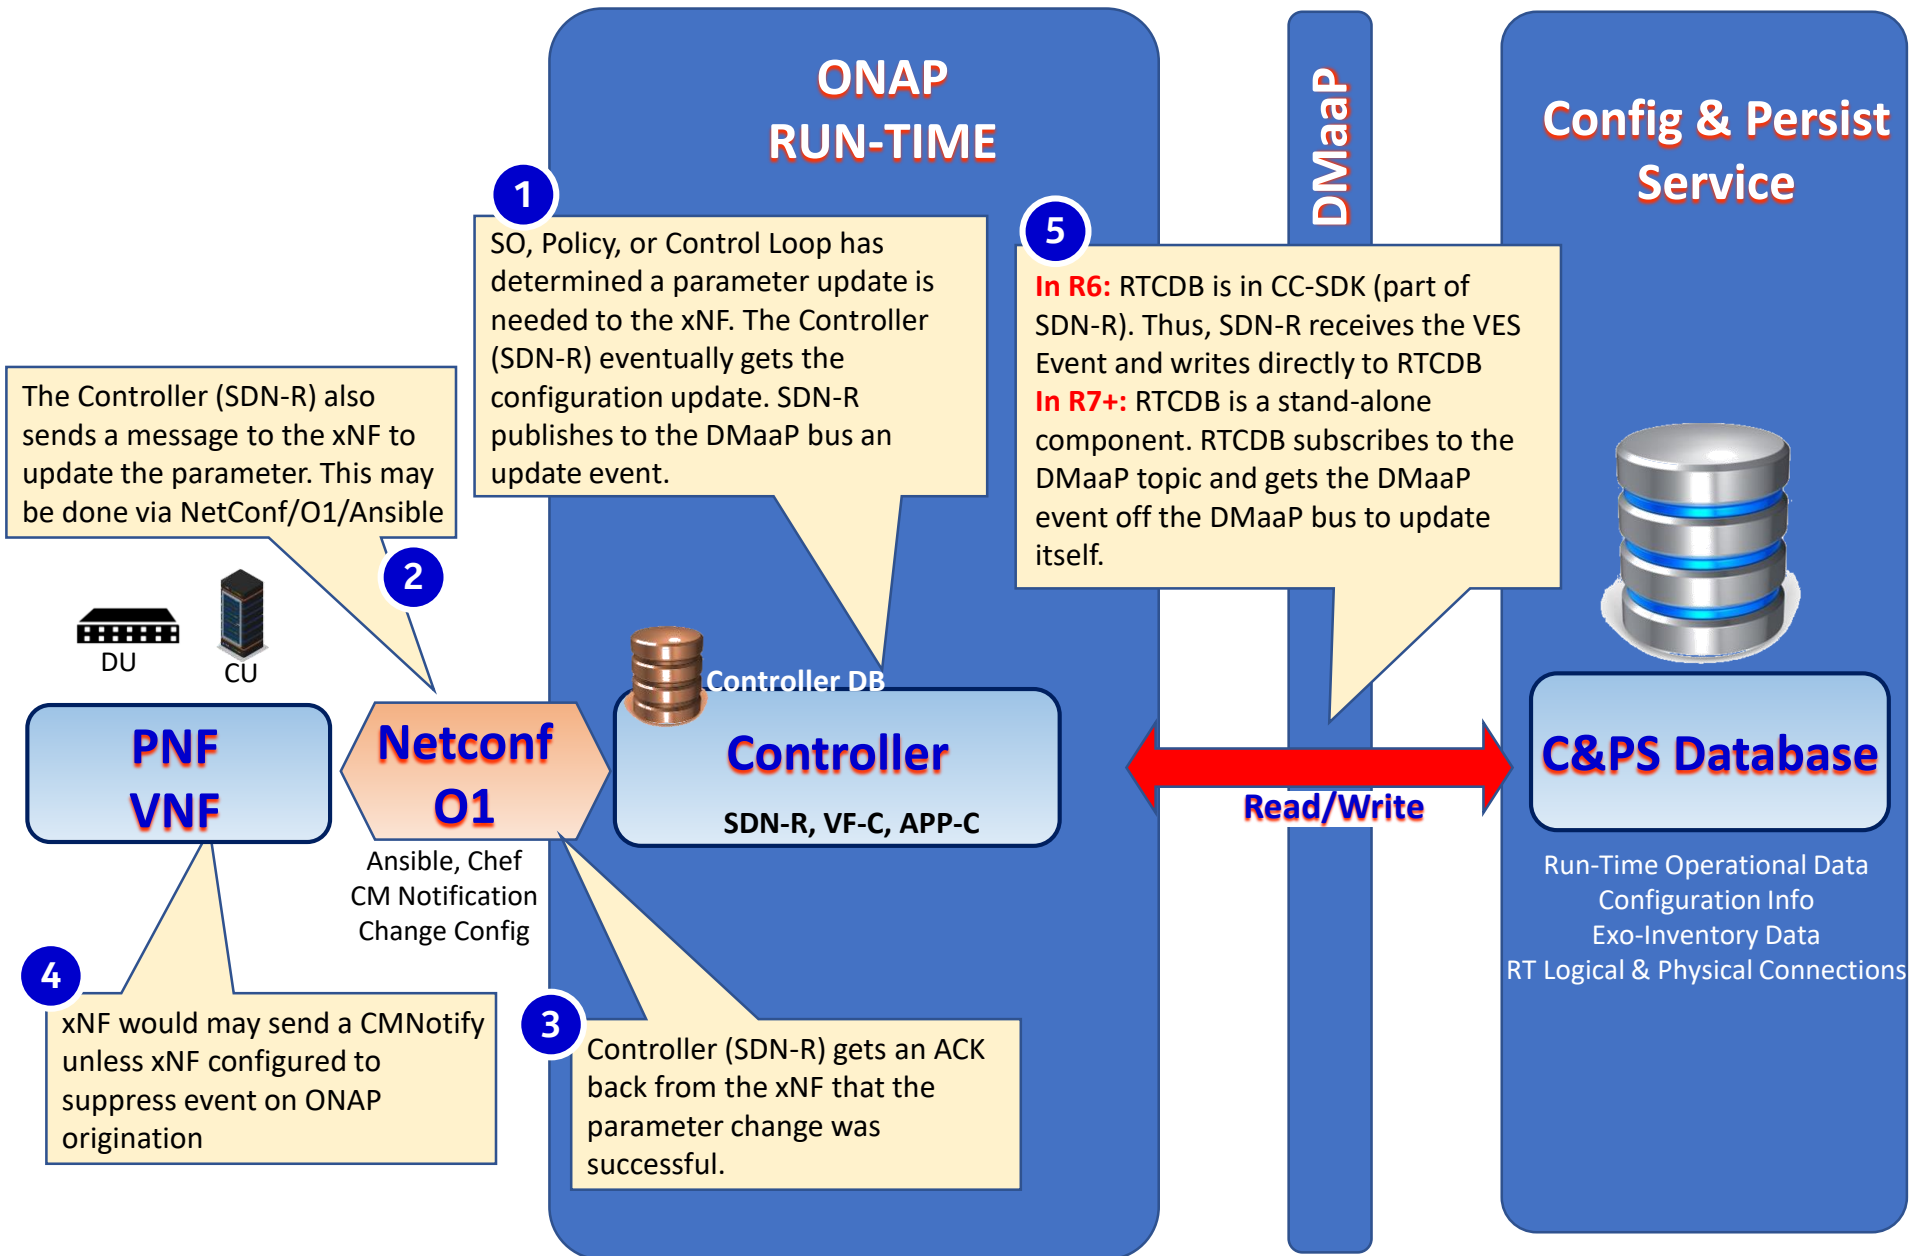 ONAP
RUN-TIME
DMaaP
Config & Persist
Service
1
SO, Policy, or Control Loop has
determined a parameter update is
needed to the xNF. The Controller
(SDN-R) eventually gets the
configuration update. SDN-R
publishes to the DMaaP bus an
update event.
5
In R6: RTCDB is in CC-SDK (part of
SDN-R). Thus, SDN-R receives the VES
Event and writes directly to RTCDB
In R7+: RTCDB is a stand-alone
component. RTCDB subscribes to the
DMaaP topic and gets the DMaaP
event off the DMaaP bus to update
itself.
The Controller (SDN-R) also
sends a message to the xNF to
update the parameter. This may
be done via NetConf/O1/Ansible
2
DU
CU
PNF
VNF
Netconf
O1
Ansible, Chef
CM Notification
Change Config
Controller DB
Controller
SDN-R, VF-C, APP-C
Read/Write
C&PS Database
Run-Time Operational Data
Configuration Info
Exo-Inventory Data
RT Logical & Physical Connections
4
xNF would may send a CMNotify
unless xNF configured to
suppress event on ONAP
origination
3
Controller (SDN-R) gets an ACK
back from the xNF that the
parameter change was
successful.